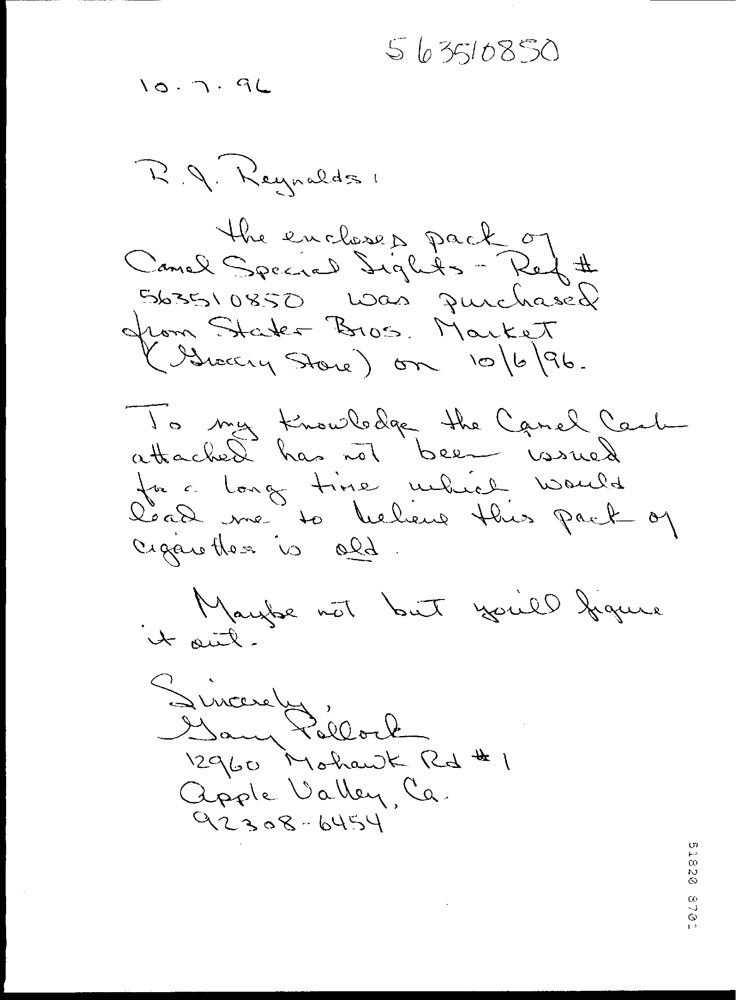 563510850
10.7.96
R.J. Reynolds:
The enclosed pack of
Camel Special Lights - Ref #
563510850 was purchased
from Stater Bros. Market
(Grocery Store) on 10/6/96.
To my knowledge the Camel Cash
attached has not been issued
for a long time which would
lead me to believe this pack of
cigarettes is old.
Maybe not but you'll figure
it out.
Sincerely,
Gary Pollock
12960 Mohawk Rd #1
Apple Valley, Ca.
92308-6454
51820 8701